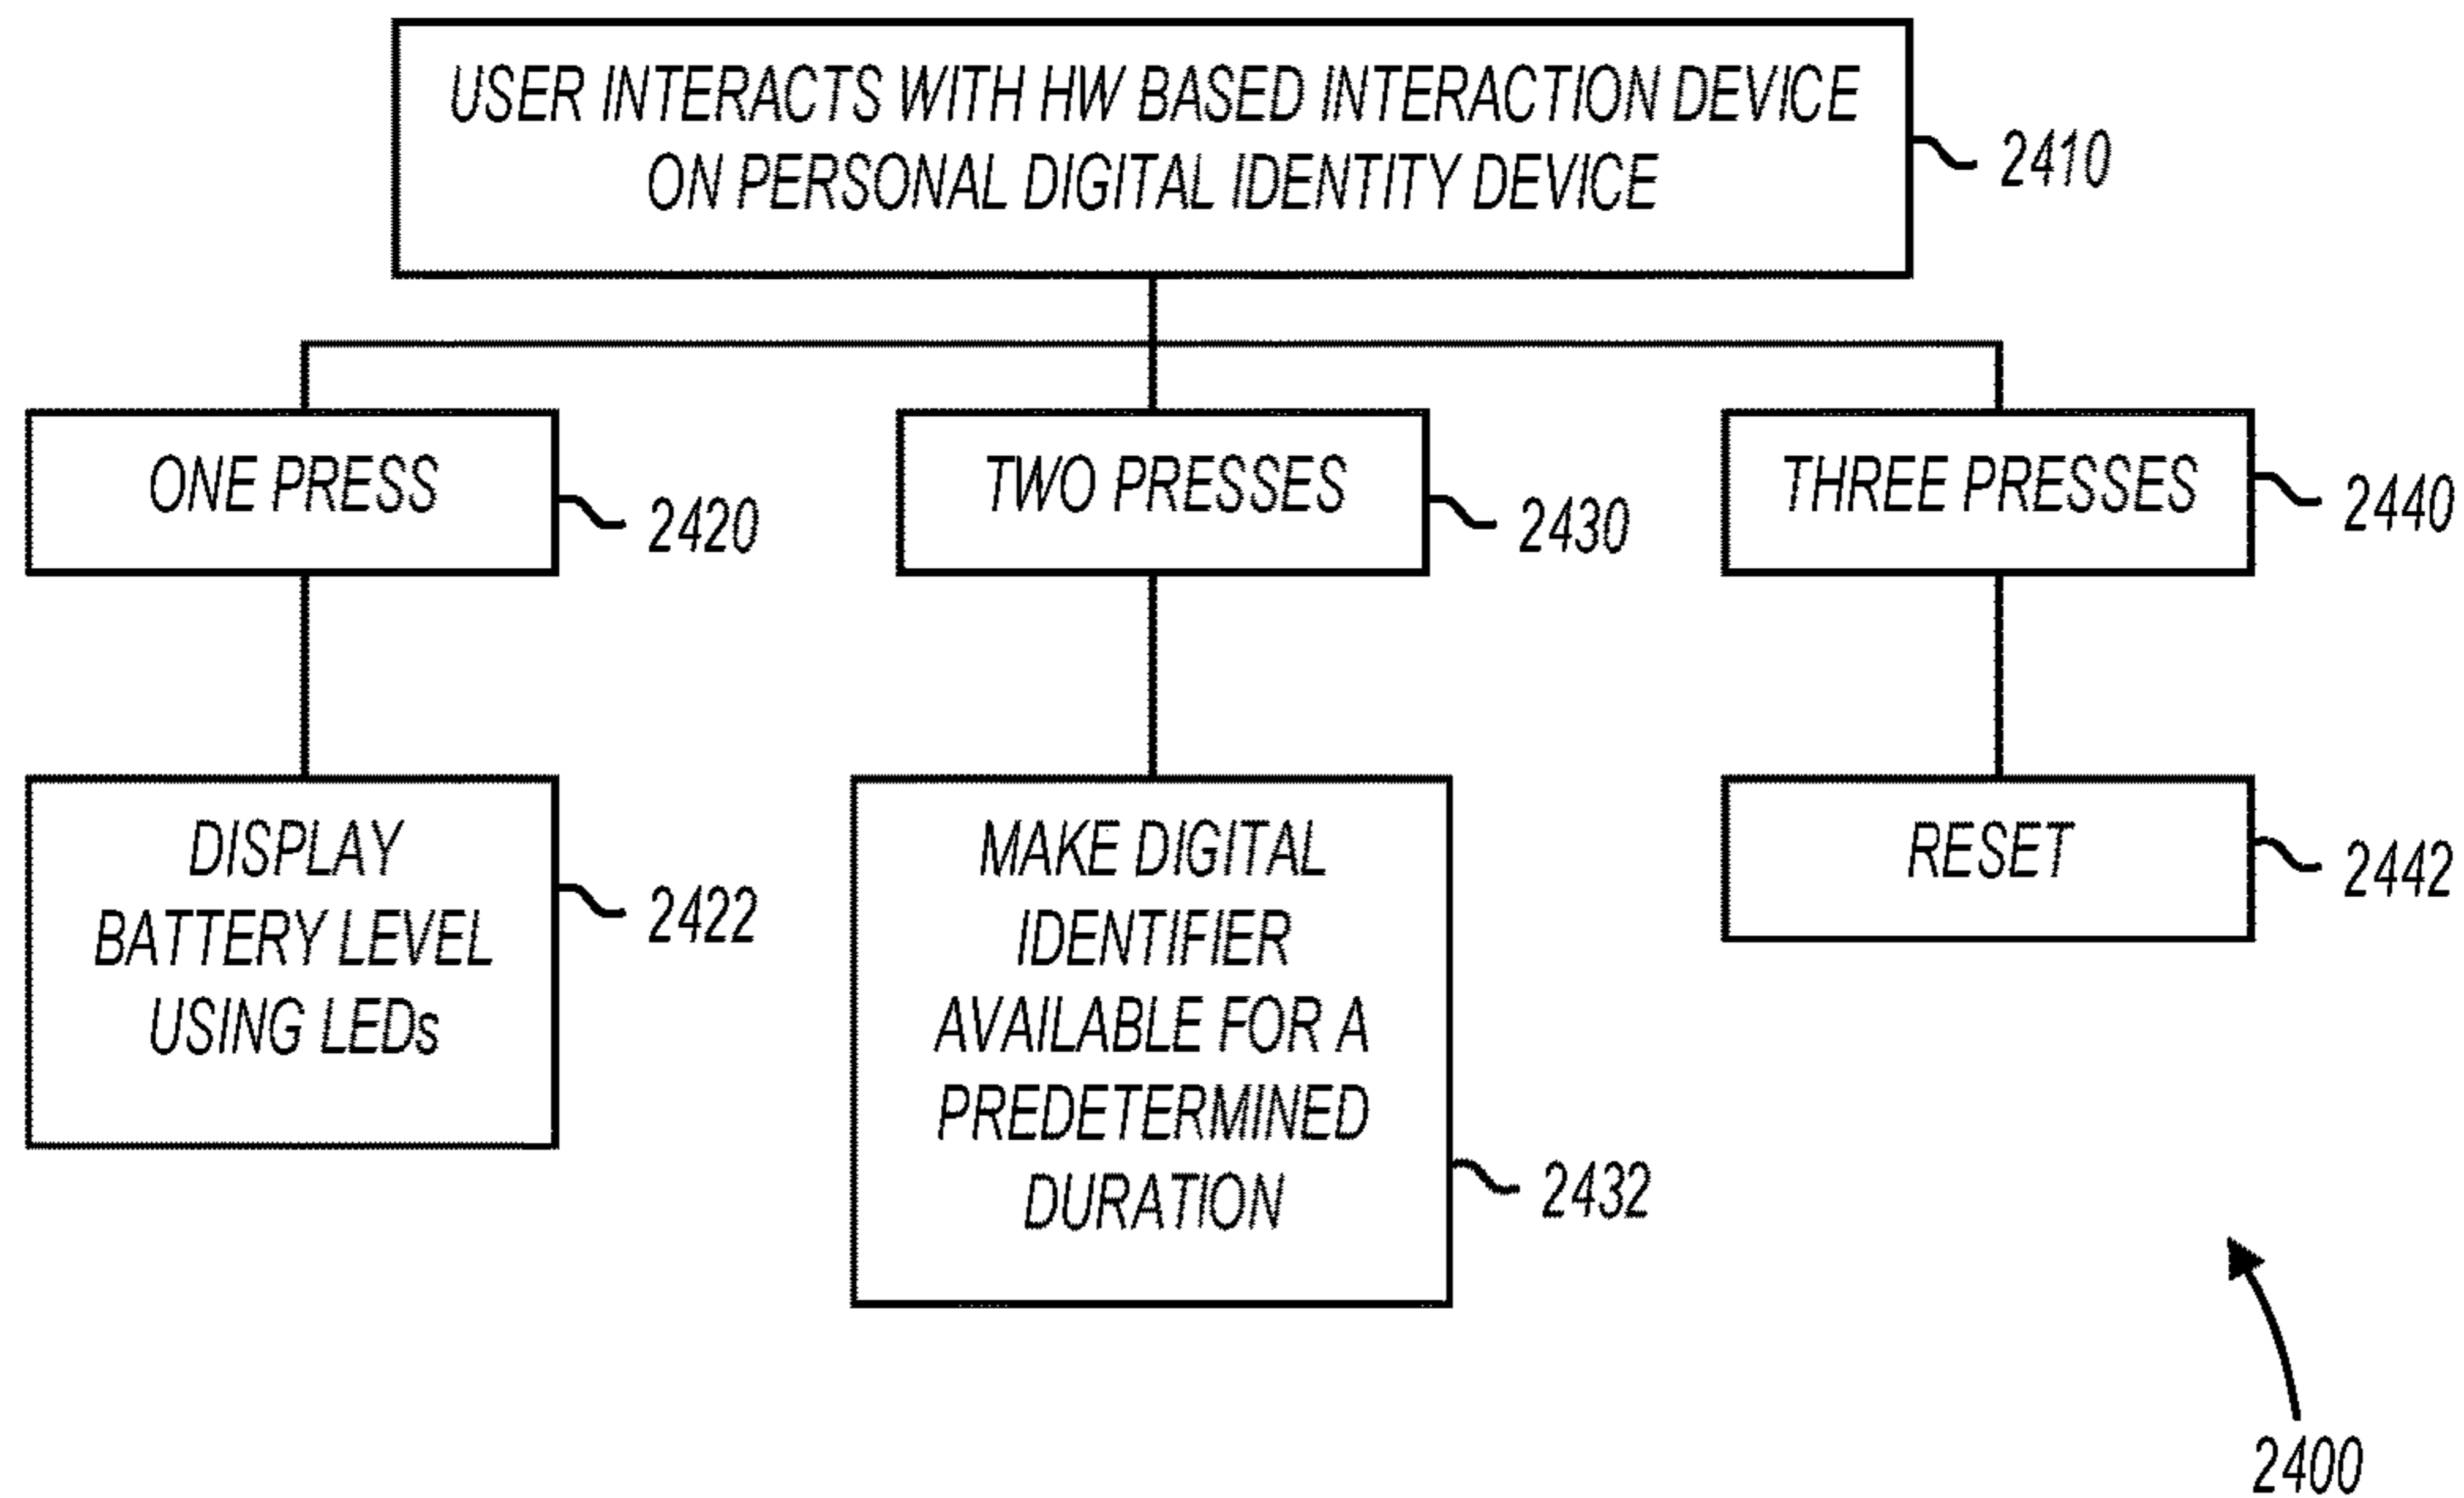 USER INTERACTS WITH HW BASED INTERACTION DEVICE
ON PERSONAL DIGITAL IDENTITY DEVICE
2410
ONE PRESS
2420
TWO PRESSES
2430
THREE PRESSES
2440
DISPLAY
BATTERY LEVEL
USING LEDs
2422
MAKE DIGITAL
IDENTIFIER
AVAILABLE FOR A
PREDETERMINED
DURATION
2432
RESET
2442
2400